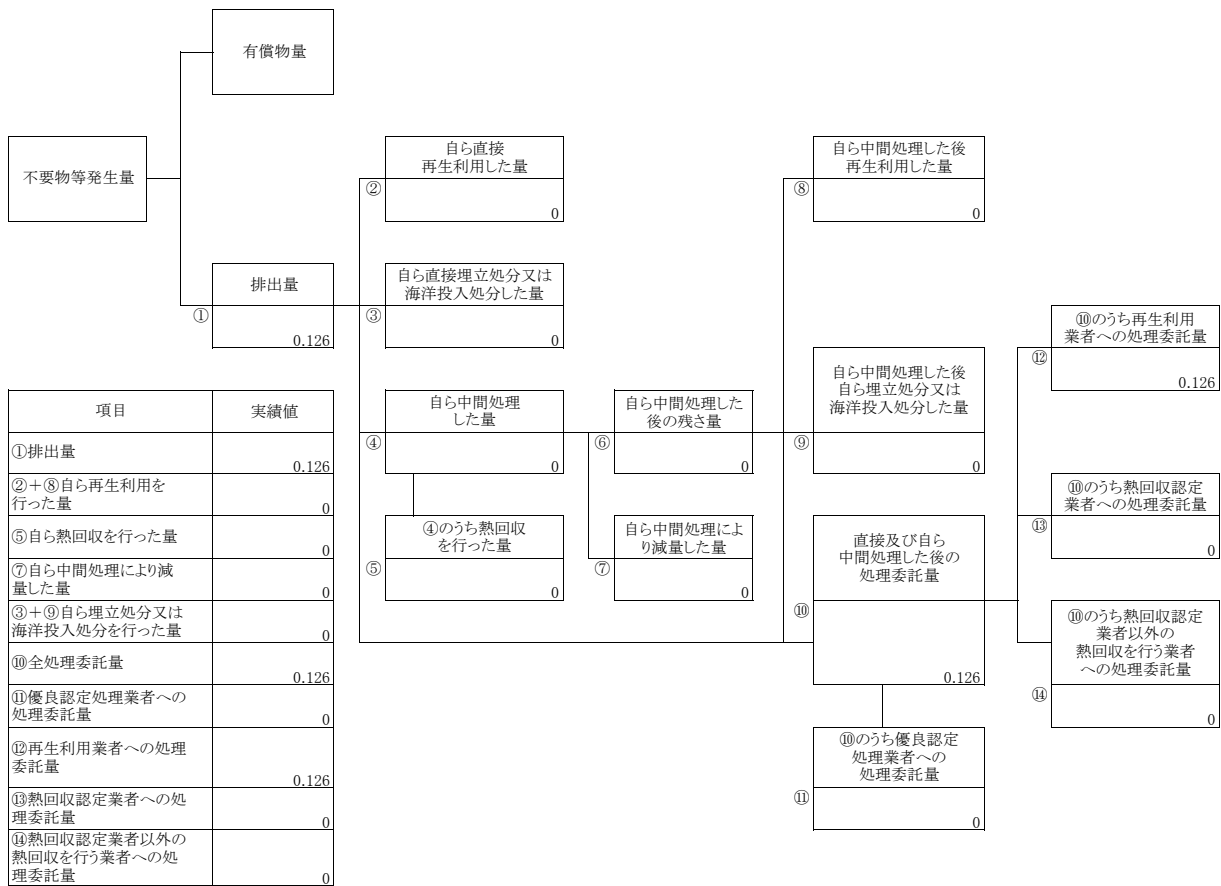 有償物量
不要物等発生量
排出量
①
0.126
自ら直接
再生利用した量
②
0
自ら直接埋立処分又は
海洋投入処分した量
③
0
自ら中間処理
した量
④
0
④のうち熱回収
を行った量
⑤
0
自ら中間処理した
後の残さ量
⑥
0
自ら中間処理によ
り減量した量
⑦
0
自ら中間処理した後
再生利用した量
⑧
0
自ら中間処理した後
自ら埋立処分又は
海洋投入処分した量
⑨
0
直接及び自ら
中間処理した後の
処理委託量
⑩
0.126
⑩のうち優良認定
処理業者への
処理委託量
⑪
0
⑩のうち再生利用
業者への処理委託量
⑫
0.126
⑩のうち熱回収認定
業者への処理委託量
⑬
0
⑩のうち熱回収認定
業者以外の
熱回収を行う業者
への処理委託量
⑭
0
項目 実績値
①排出量
0.126
②+⑧自ら再生利用を
行った量
0
⑤自ら熱回収を行った量
0
⑦自ら中間処理により減
量した量
0
③+⑨自ら埋立処分又は
海洋投入処分を行った量
0
⑩全処理委託量
0.126
⑪優良認定処理業者への
処理委託量
0
⑫再生利用業者への処理
委託量
0.126
⑬熱回収認定業者への処
理委託量
0
⑭熱回収認定業者以外の
熱回収を行う業者への処
理委託量
0